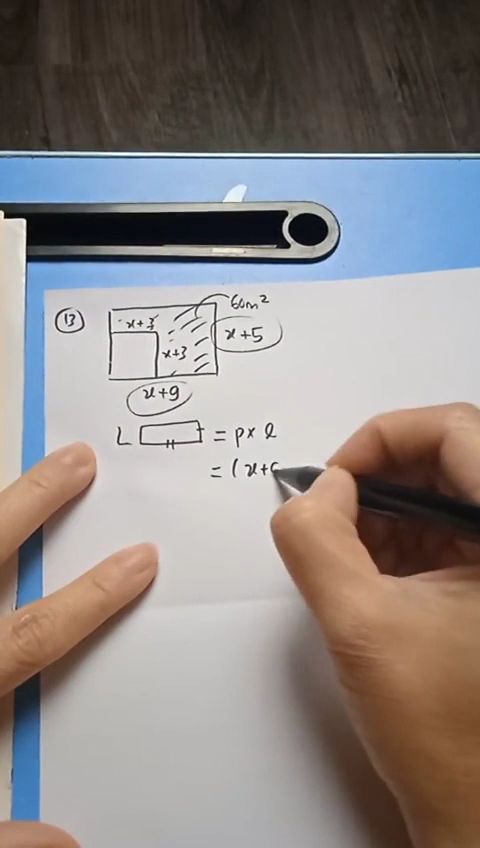 13
60m²
x+3
x+5
x+3
x+9
L = p x l
= (x+